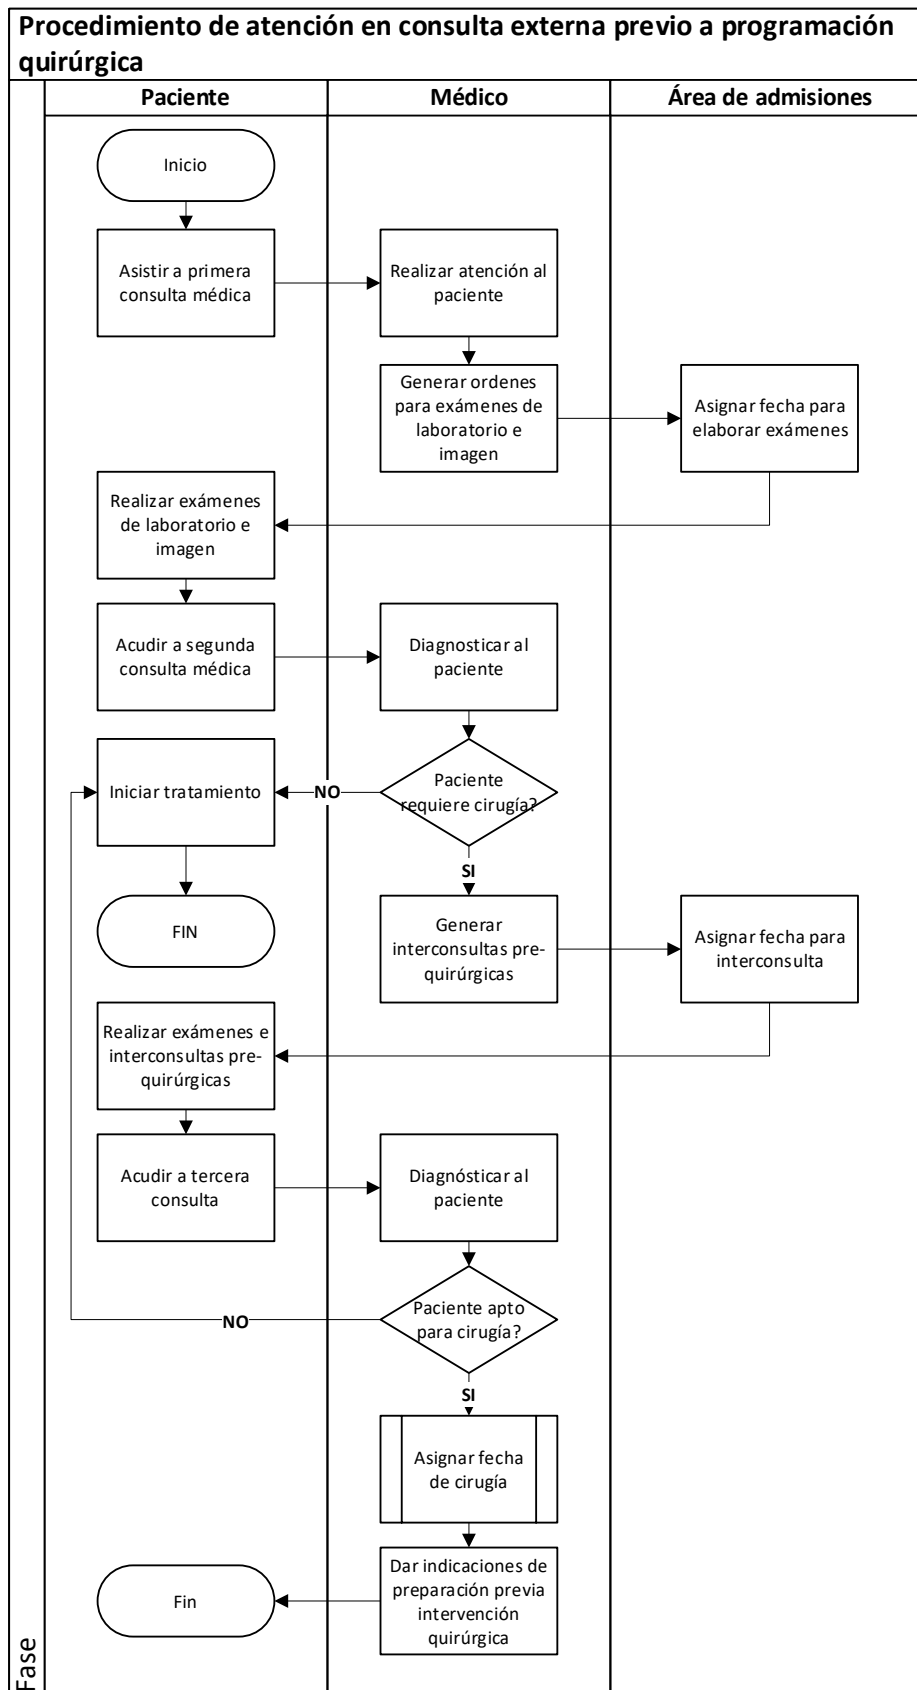 Procedimiento de atención en consulta externa previo a programación
quirúrgica
Paciente
Médico
Área de admisiones
Inicio
Asistir a primera
consulta médica
Realizar atención al
paciente
Generar ordenes
para exámenes de
laboratorio e
imagen
Asignar fecha para
elaborar exámenes
Realizar exámenes
de laboratorio e
imagen
Acudir a segunda
consulta médica
Diagnosticar al
paciente
Paciente
requiere cirugía?
NO
Iniciar tratamiento
FIN
SI
Generar
interconsultas pre-
quirúrgicas
Asignar fecha para
interconsulta
Realizar exámenes e
interconsultas pre-
quirúrgicas
Acudir a tercera
consulta
Diagnósticar al
paciente
Paciente apto
para cirugía?
NO
SI
Asignar fecha
de cirugía
Dar indicaciones de
preparación previa
intervención
quirúrgica
Fin
Fase